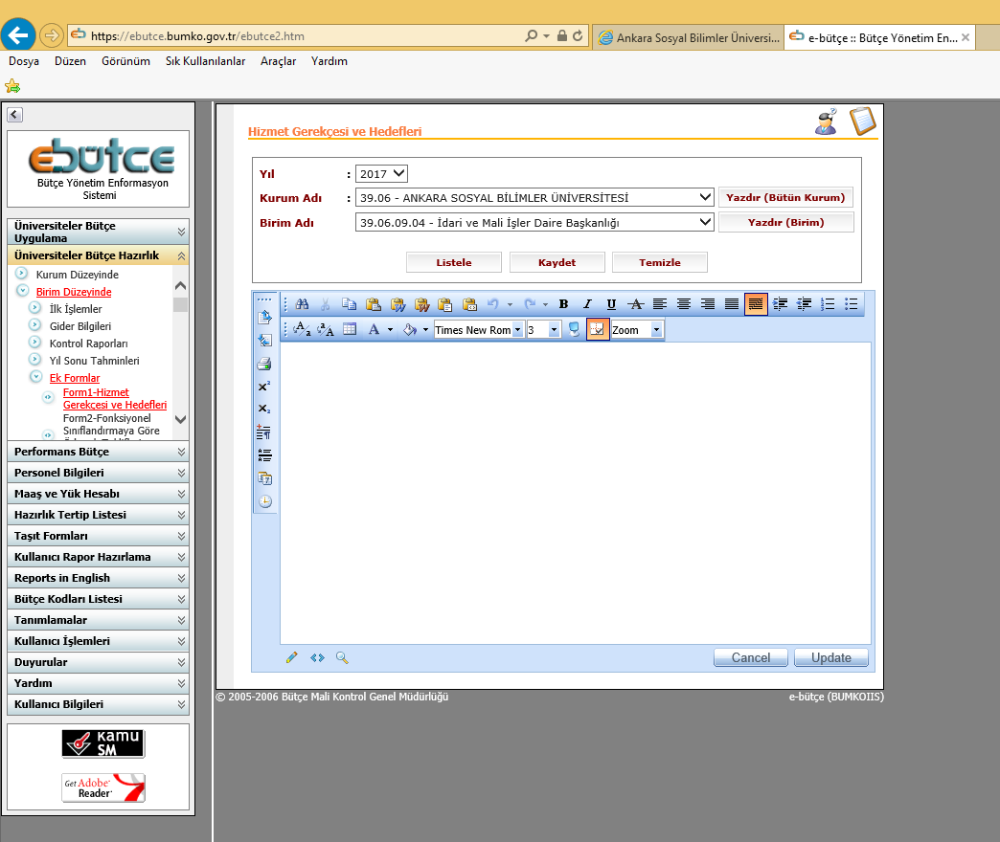 https://ebutce.bumko.gov.tr/ebutce2.htm
Ankara Sosyal Bilimler Üniversi...
e-bütçe :: Bütçe Yönetim En...
Dosya Düzen Görünüm Sık Kullanılanlar Araçlar Yardım
ebütçe
Bütçe Yönetim Enformasyon
Sistemi
Üniversiteler Bütçe
Uygulama
Üniversiteler Bütçe Hazırlık
Kurum Düzeyinde
Birim Düzeyinde
İlk İşlemler
Gider Bilgileri
Kontrol Raporları
Yıl Sonu Tahminleri
Ek Formlar
Form1-Hizmet
Gerekçesi ve Hedefleri
Form2-Fonksiyonel
Sınıflandırmaya Göre
Performans Bütçe
Personel Bilgileri
Maaş ve Yük Hesabı
Hazırlık Tertip Listesi
Taşıt Formları
Kullanıcı Rapor Hazırlama
Reports in English
Bütçe Kodları Listesi
Tanımlamalar
Kullanıcı İşlemleri
Duyurular
Yardım
Kullanıcı Bilgileri
kamu
SM
Get Adobe
Reader
Hizmet Gerekçesi ve Hedefleri
Yıl : 2017
Kurum Adı : 39.06 - ANKARA SOSYAL BİLİMLER ÜNİVERSİTESİ Yazdır (Bütün Kurum)
Birim Adı 39.06.09.04 - İdari ve Mali İşler Daire Başkanlığı Yazdır (Birim)
Listele Kaydet Temizle
Times New Rom 3 Zoom
Cancel Update
© 2005-2006 Bütçe Mali Kontrol Genel Müdürlüğü e-bütçe (BUMKOIIS)